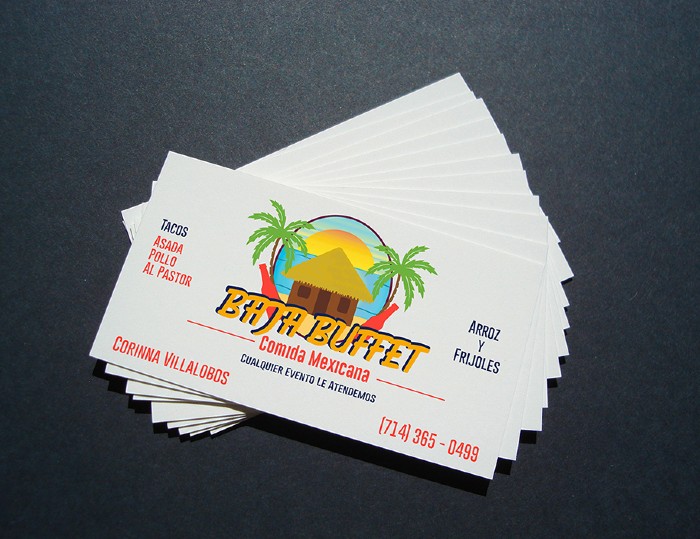 Tacos
Asada
Pollo
Al Pastor
BAJA BUFFET
Comida Mexicana
Cualquier Evento Le Atendemos
Arroz
y
Frijoles
Corinna Villalobos
(714) 365 - 0499